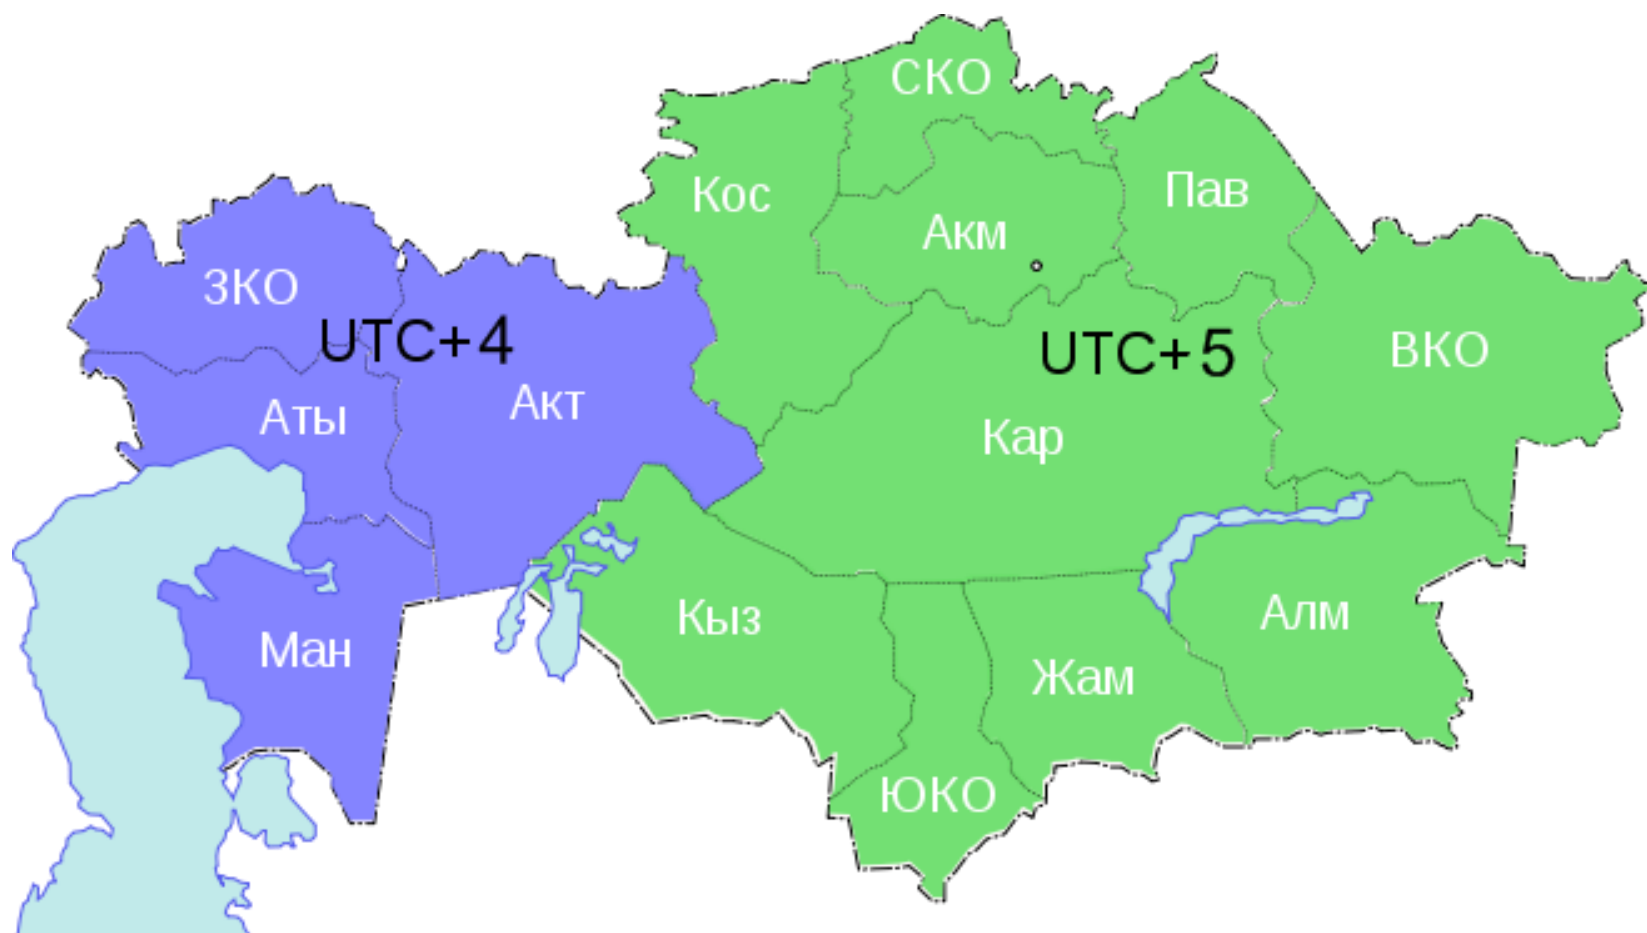 СКО
Кос
Пав
Акм
ЗКО
UTC+4
UTC+5
ВКО
Акт
Аты
Кар
Кыз
Алм
Ман
Жам
ЮКО